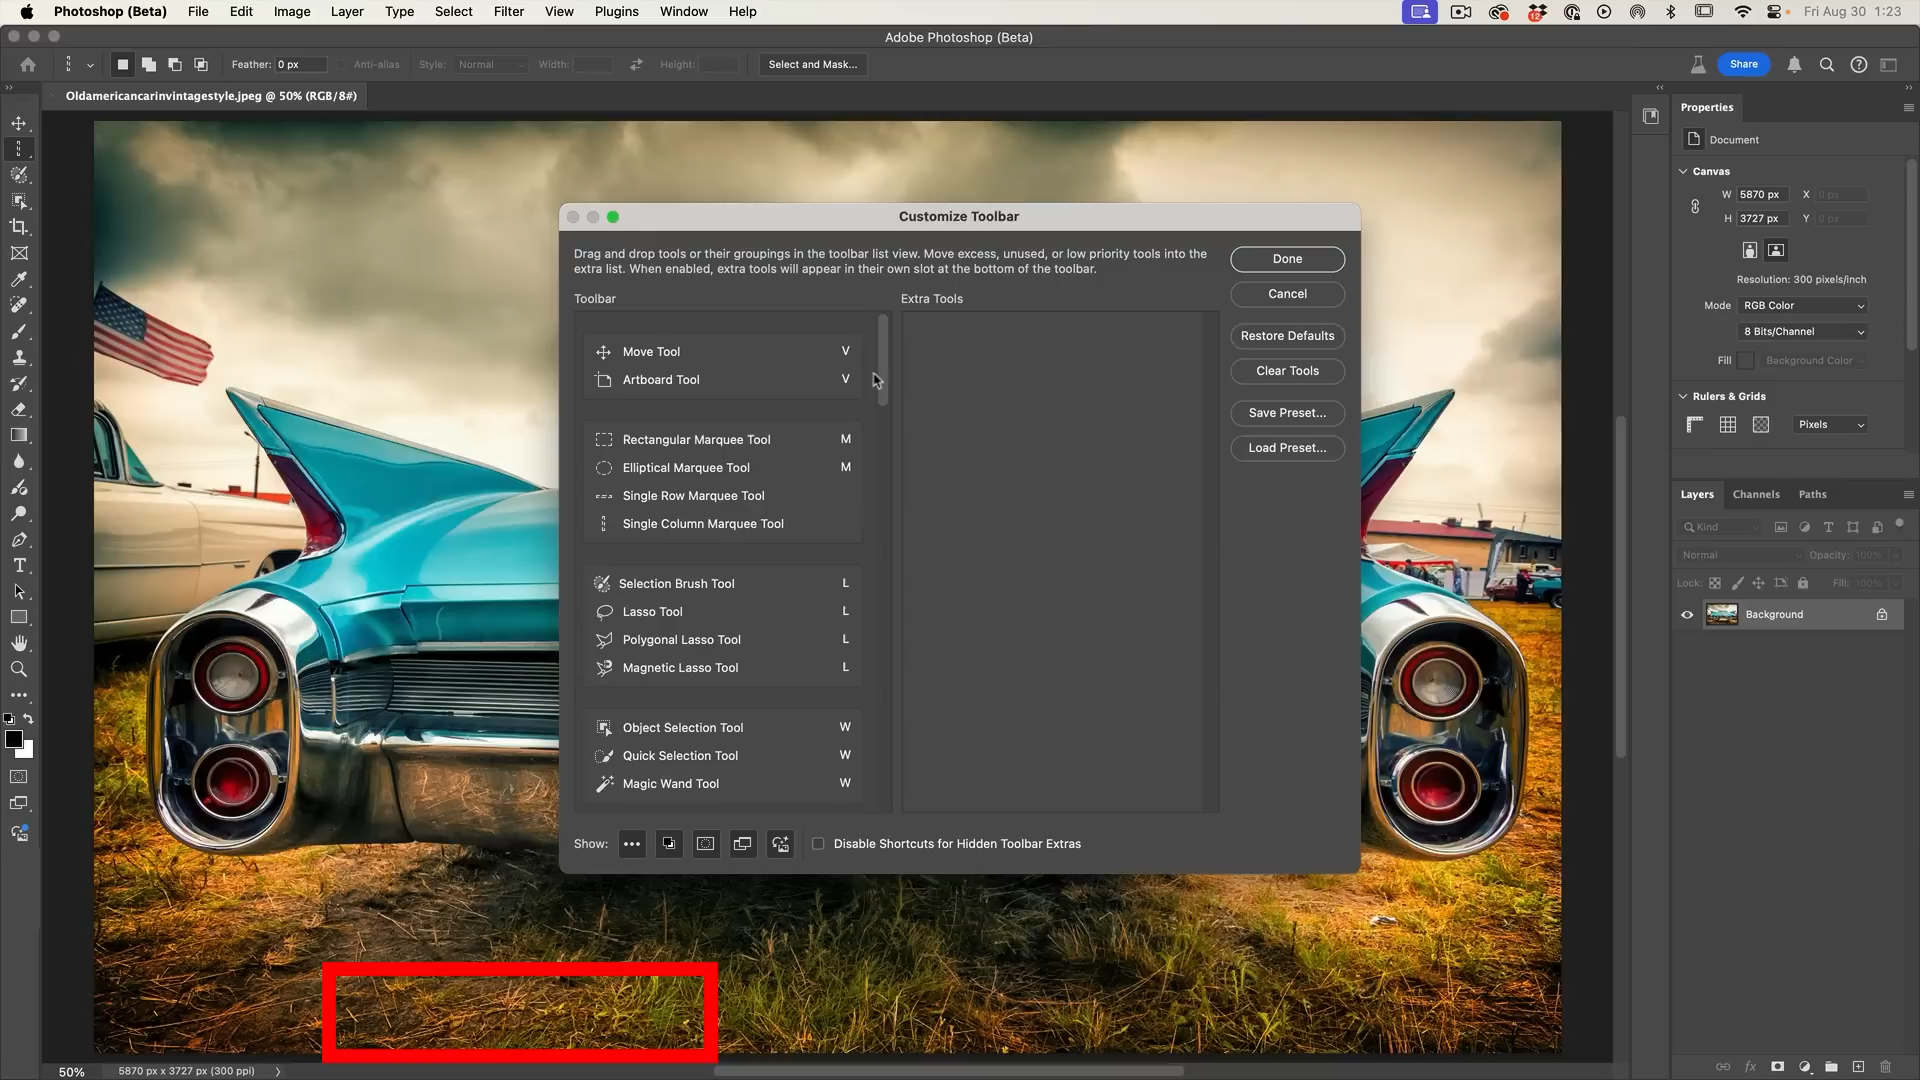 Photoshop (Beta) File Edit Image Layer Type Select Filter View Plugins Window Help
12
Fri Aug 30 1:23
Adobe Photoshop (Beta)
Feather: 0 px Anti-alias Style: Normal Width: Height: Select and Mask... Share
Oldamericancarinvintagestyle.jpeg @ 50% (RGB/8#)
Customize Toolbar
Drag and drop tools or their groupings in the toolbar list view. Move excess, unused, or low priority tools into the
extra list. When enabled, extra tools will appear in their own slot at the bottom of the toolbar.
Toolbar
Move Tool V
Artboard Tool V
Rectangular Marquee Tool M
Elliptical Marquee Tool M
Single Row Marquee Tool
Single Column Marquee Tool
Selection Brush Tool L
Lasso Tool L
Polygonal Lasso Tool L
Magnetic Lasso Tool L
Object Selection Tool W
Quick Selection Tool W
Magic Wand Tool W
Extra Tools
Done
Cancel
Restore Defaults
Clear Tools
Save Preset...
Load Preset...
Show: Disable Shortcuts for Hidden Toolbar Extras
Properties
Document
Canvas
W 5870 px X 0 px
H 3727 px Y 0 px
Resolution: 300 pixels/inch
Mode RGB Color
8 Bits/Channel
Fill Background Color
Rulers & Grids
Pixels
Layers Channels Paths
Kind
Normal Opacity: 100%
Lock: Fill: 100%
Background
fx
50% 5870 px x 3727 px (300 ppi)